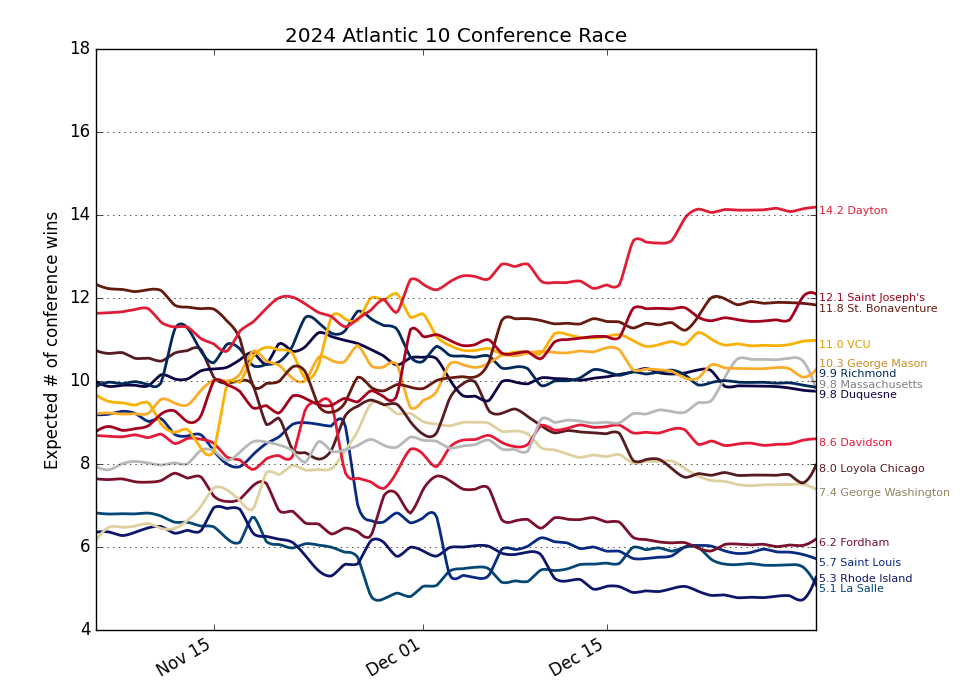 2024 Atlantic 10 Conference Race
Expected # of conference wins
18
16
14
12
10
8
6
4
Nov 15
Dec 01
Dec 15
14.2 Dayton
12.1 Saint Joseph's
11.8 St. Bonaventure
11.0 VCU
10.3 George Mason
9.9 Richmond
9.8 Massachusetts
9.8 Duquesne
8.6 Davidson
8.0 Loyola Chicago
7.4 George Washington
6.2 Fordham
5.7 Saint Louis
5.3 Rhode Island
5.1 La Salle